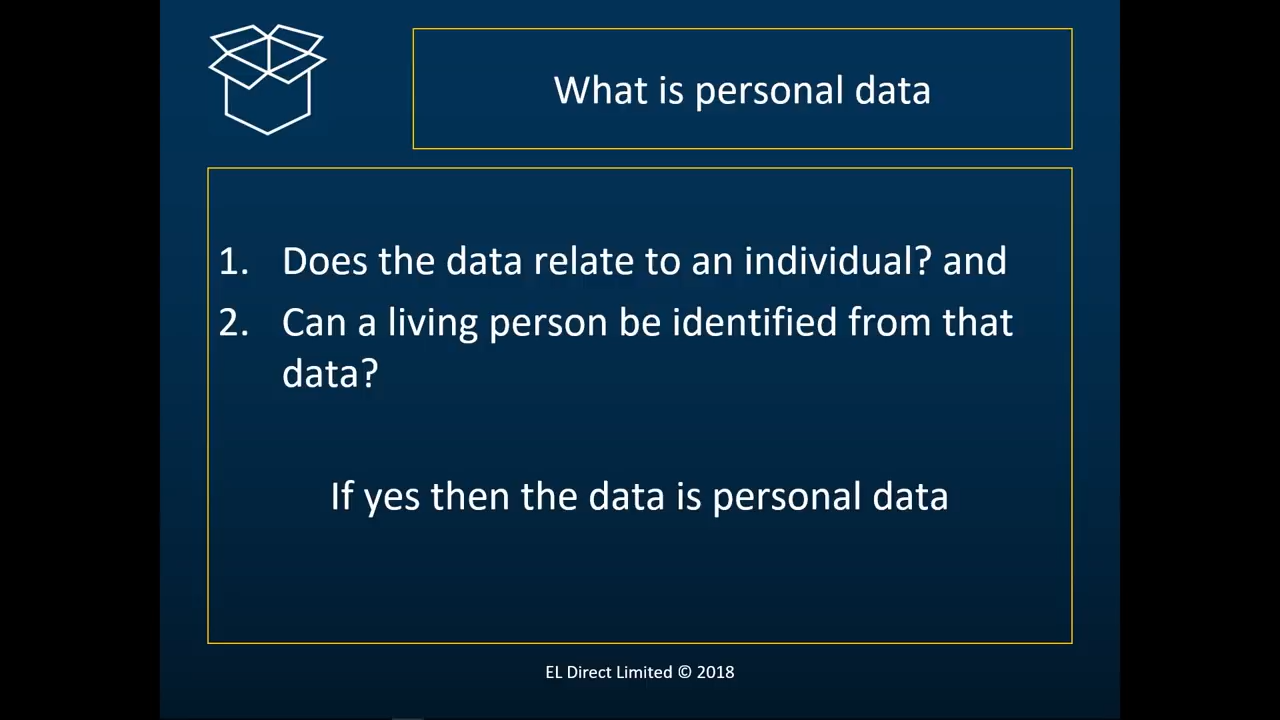 What is personal data
1. Does the data relate to an individual? and
2. Can a living person be identified from that
data?
If yes then the data is personal data
EL Direct Limited © 2018